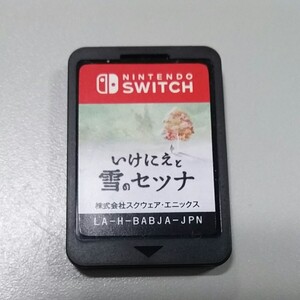 NINTENDO
SWITCH
いけにえと
雪のセツナ
株式会社スクウェア・エニックス
LA-H-BABJA-JPN